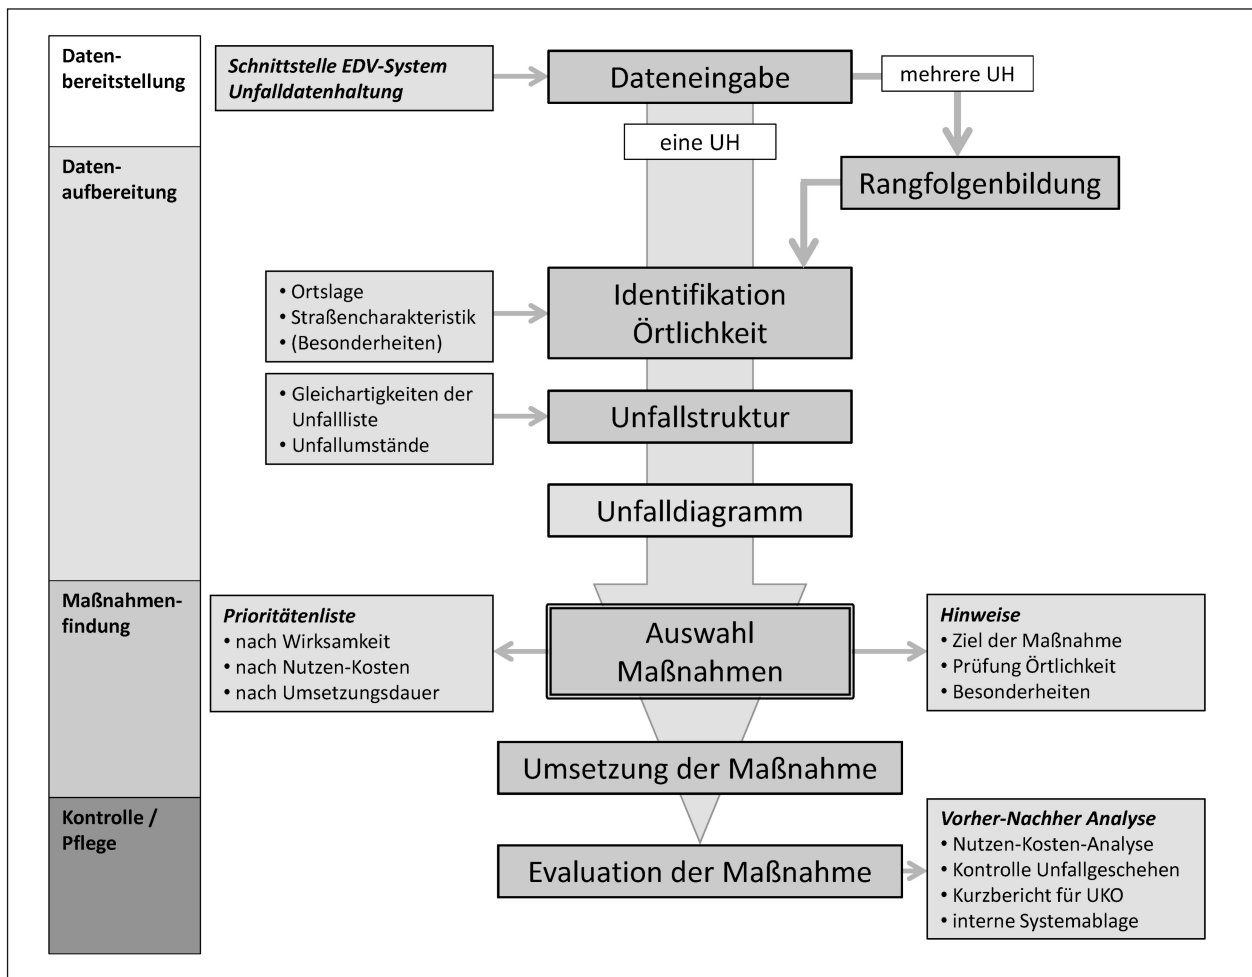 Daten-
bereitstellung
Schnittstelle EDV-System
Unfalldatenhaltung
Dateneingabe
mehrere UH
eine UH
Daten-
aufbereitung
Rangfolgenbildung
• Ortslage
• Straßencharakteristik
• (Besonderheiten)
Identifikation
Örtlichkeit
• Gleichartigkeiten der
Unfallliste
• Unfallumstände
Unfallstruktur
Unfalldiagramm
Maßnahmen-
findung
Prioritätenliste
• nach Wirksamkeit
• nach Nutzen-Kosten
• nach Umsetzungsdauer
Auswahl
Maßnahmen
Hinweise
• Ziel der Maßnahme
• Prüfung Örtlichkeit
• Besonderheiten
Umsetzung der Maßnahme
Kontrolle /
Pflege
Evaluation der Maßnahme
Vorher-Nachher Analyse
• Nutzen-Kosten-Analyse
• Kontrolle Unfallgeschehen
• Kurzbericht für UKO
• interne Systemablage